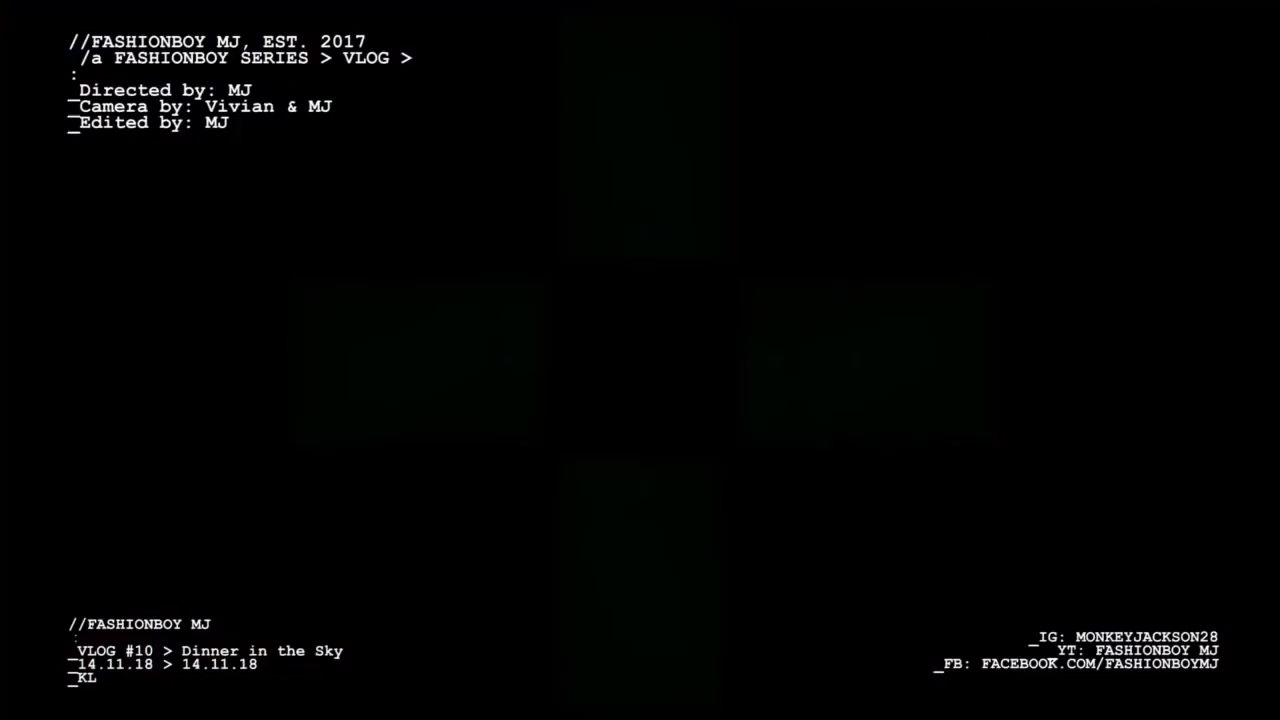 //FASHIONBOY MJ, EST. 2017
/a FASHIONBOY SERIES > VLOG >
:
_Directed by: MJ
_Camera by: Vivian & MJ
_Edited by: MJ
_
//FASHIONBOY MJ
:
_VLOG #10 > Dinner in the Sky
_14.11.18 > 14.11.18
_KL
_IG: MONKEYJACKSON28
YT: FASHIONBOY MJ
_FB: FACEBOOK.COM/FASHIONBOYMJ